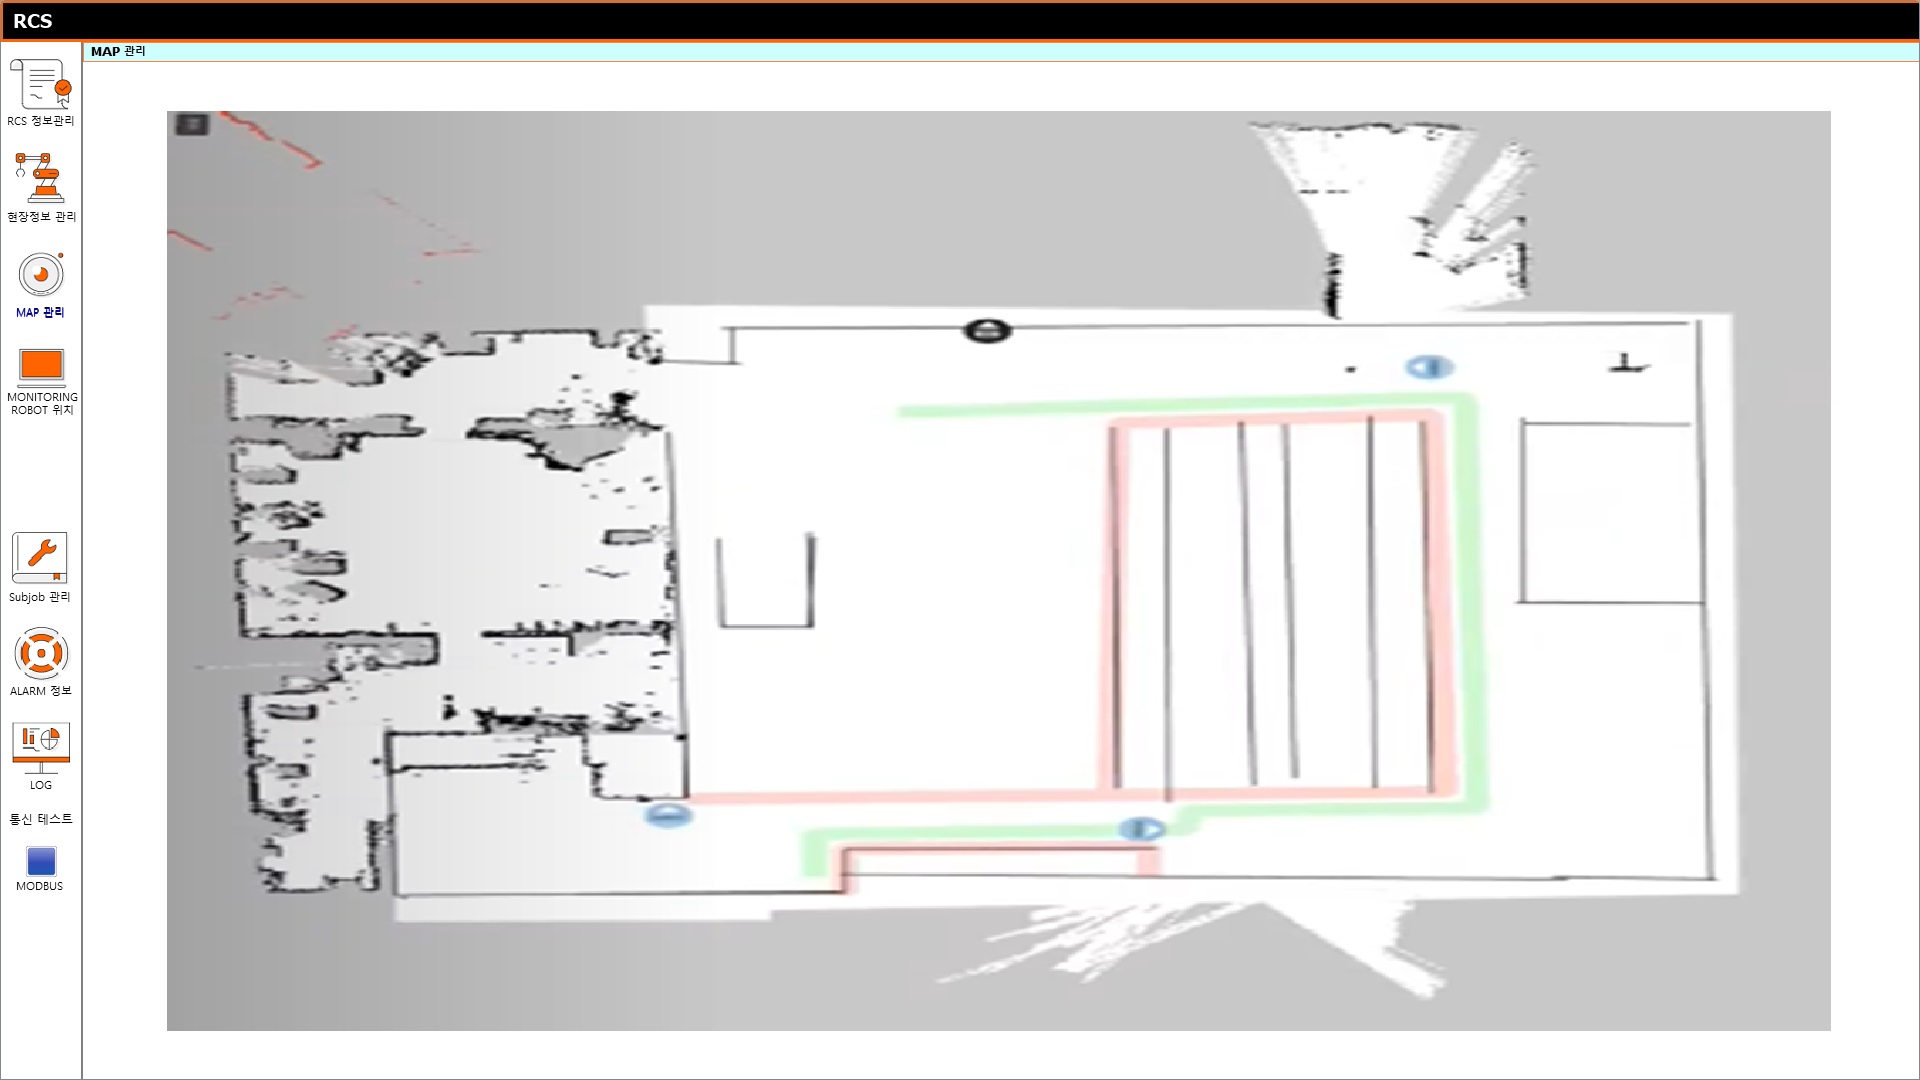 RCS
MAP 관리
RCS 정보관리
현장정보 관리
MAP 관리
MONITORING
ROBOT 위치
Subjob 관리
ALARM 정보
LOG
통신 테스트
MODBUS